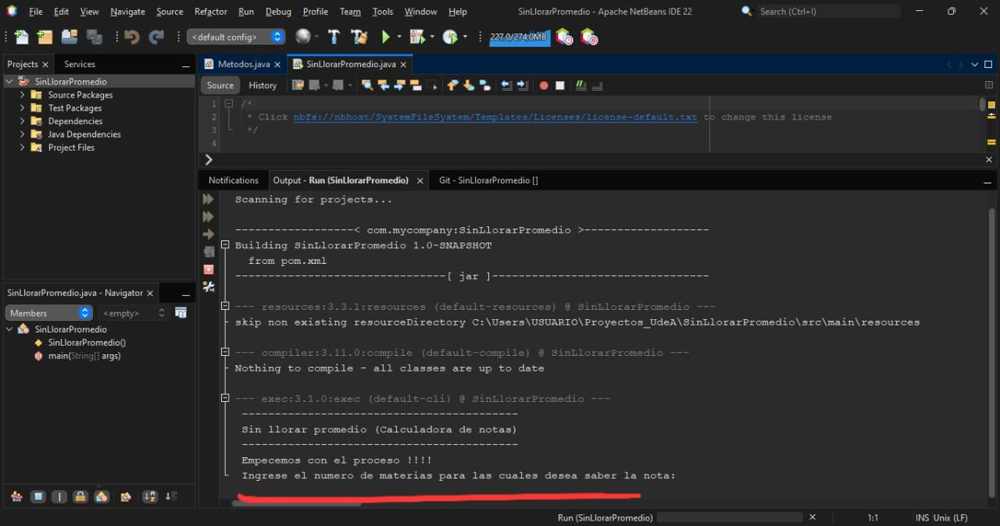 File Edit View Navigate Source Refactor Run Debug Profile Team Tools Window Help
SinLlorarPromedio - Apache NetBeans IDE 22
Search (Ctrl+I)
<default config>
227.0/274.0MB
Projects
Services
Metodos.java
SinLlorarPromedio.java
SinLlorarPromedio
Source Packages
Test Packages
Dependencies
Java Dependencies
Project Files
Source
History
1 /*
2 * Click nbfs://nbhost/SystemFileSystem/Templates/Licenses/license-default.txt to change this license
3 */
4
Notifications
Output - Run (SinLlorarPromedio)
Git - SinLlorarPromedio []
Scanning for projects...
------------------< com.mycompany:SinLlorarPromedio >-------------------
Building SinLlorarPromedio 1.0-SNAPSHOT
from pom.xml
--------------------------------[ jar ]---------------------------------
--- resources:3.3.1:resources (default-resources) @ SinLlorarPromedio ---
skip non existing resourceDirectory C:\Users\USUARIO\Proyectos_UdeA\SinLlorarPromedio\src\main\resources
--- compiler:3.11.0:compile (default-compile) @ SinLlorarPromedio ---
Nothing to compile - all classes are up to date
--- exec:3.1.0:exec (default-cli) @ SinLlorarPromedio ---
------------------------------------------
Sin llorar promedio (Calculadora de notas)
------------------------------------------
Empecemos con el proceso !!!!
Ingrese el numero de materias para las cuales desea saber la nota:
SinLlorarPromedio.java - Navigator
Members
<empty>
SinLlorarPromedio
SinLlorarPromedio()
main(String[] args)
Run (SinLlorarPromedio)
1:1
INS Unix (LF)